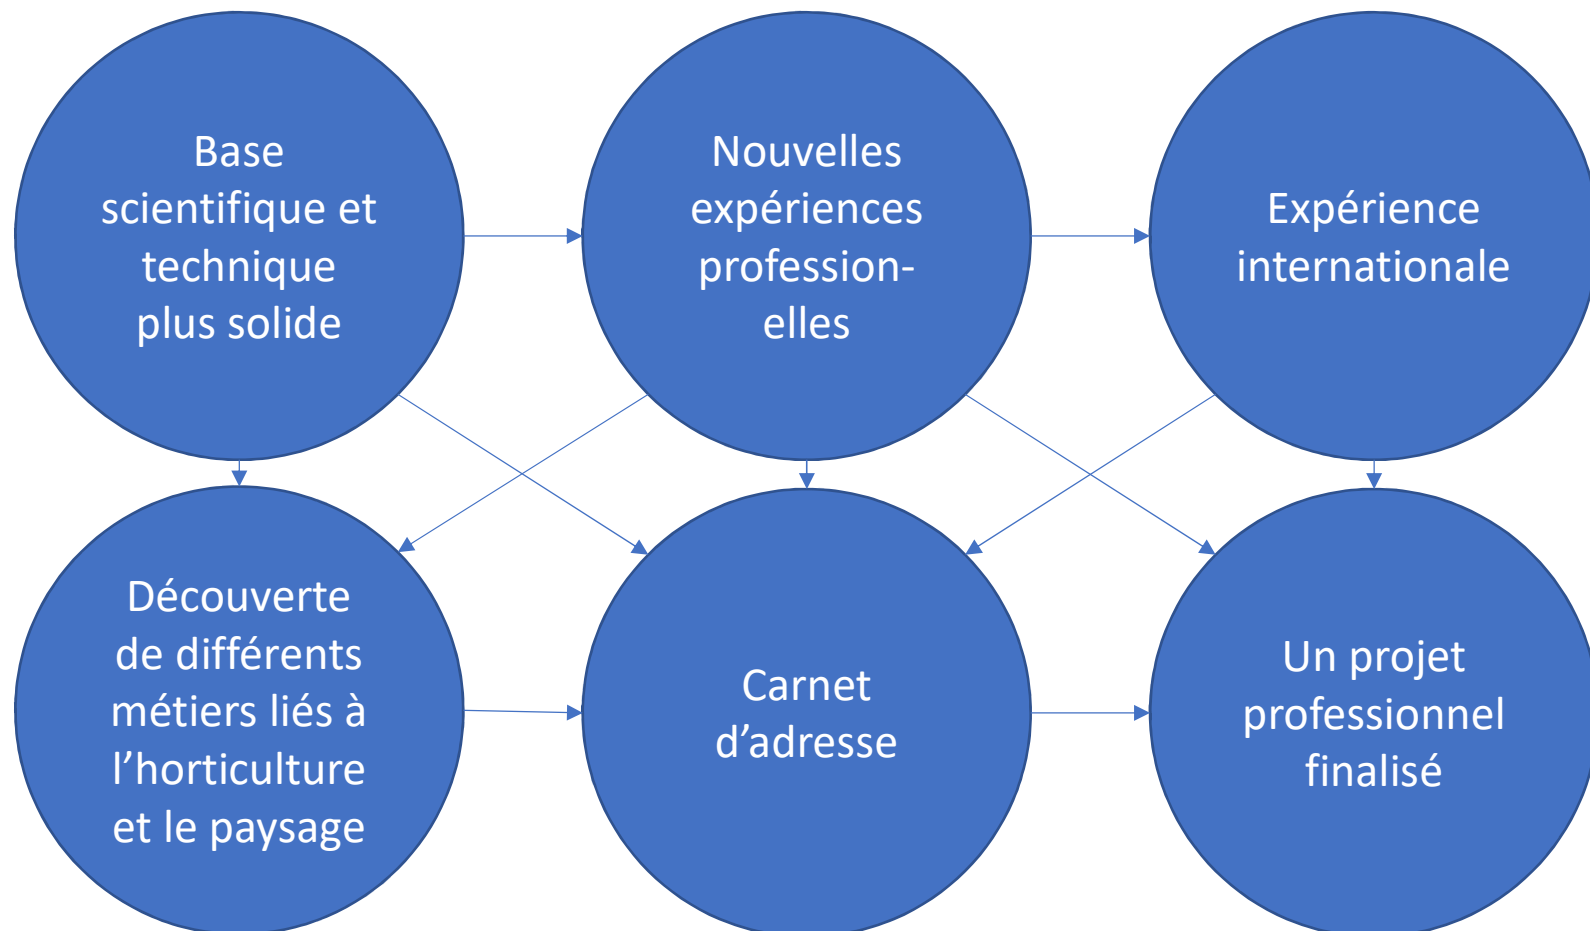 Base
scientifique et
technique
plus solide
Nouvelles
expériences
profession-
elles
Expérience
internationale
Découverte
de différents
métiers liés à
l’horticulture
et le paysage
Carnet
d’adresse
Un projet
professionnel
finalisé